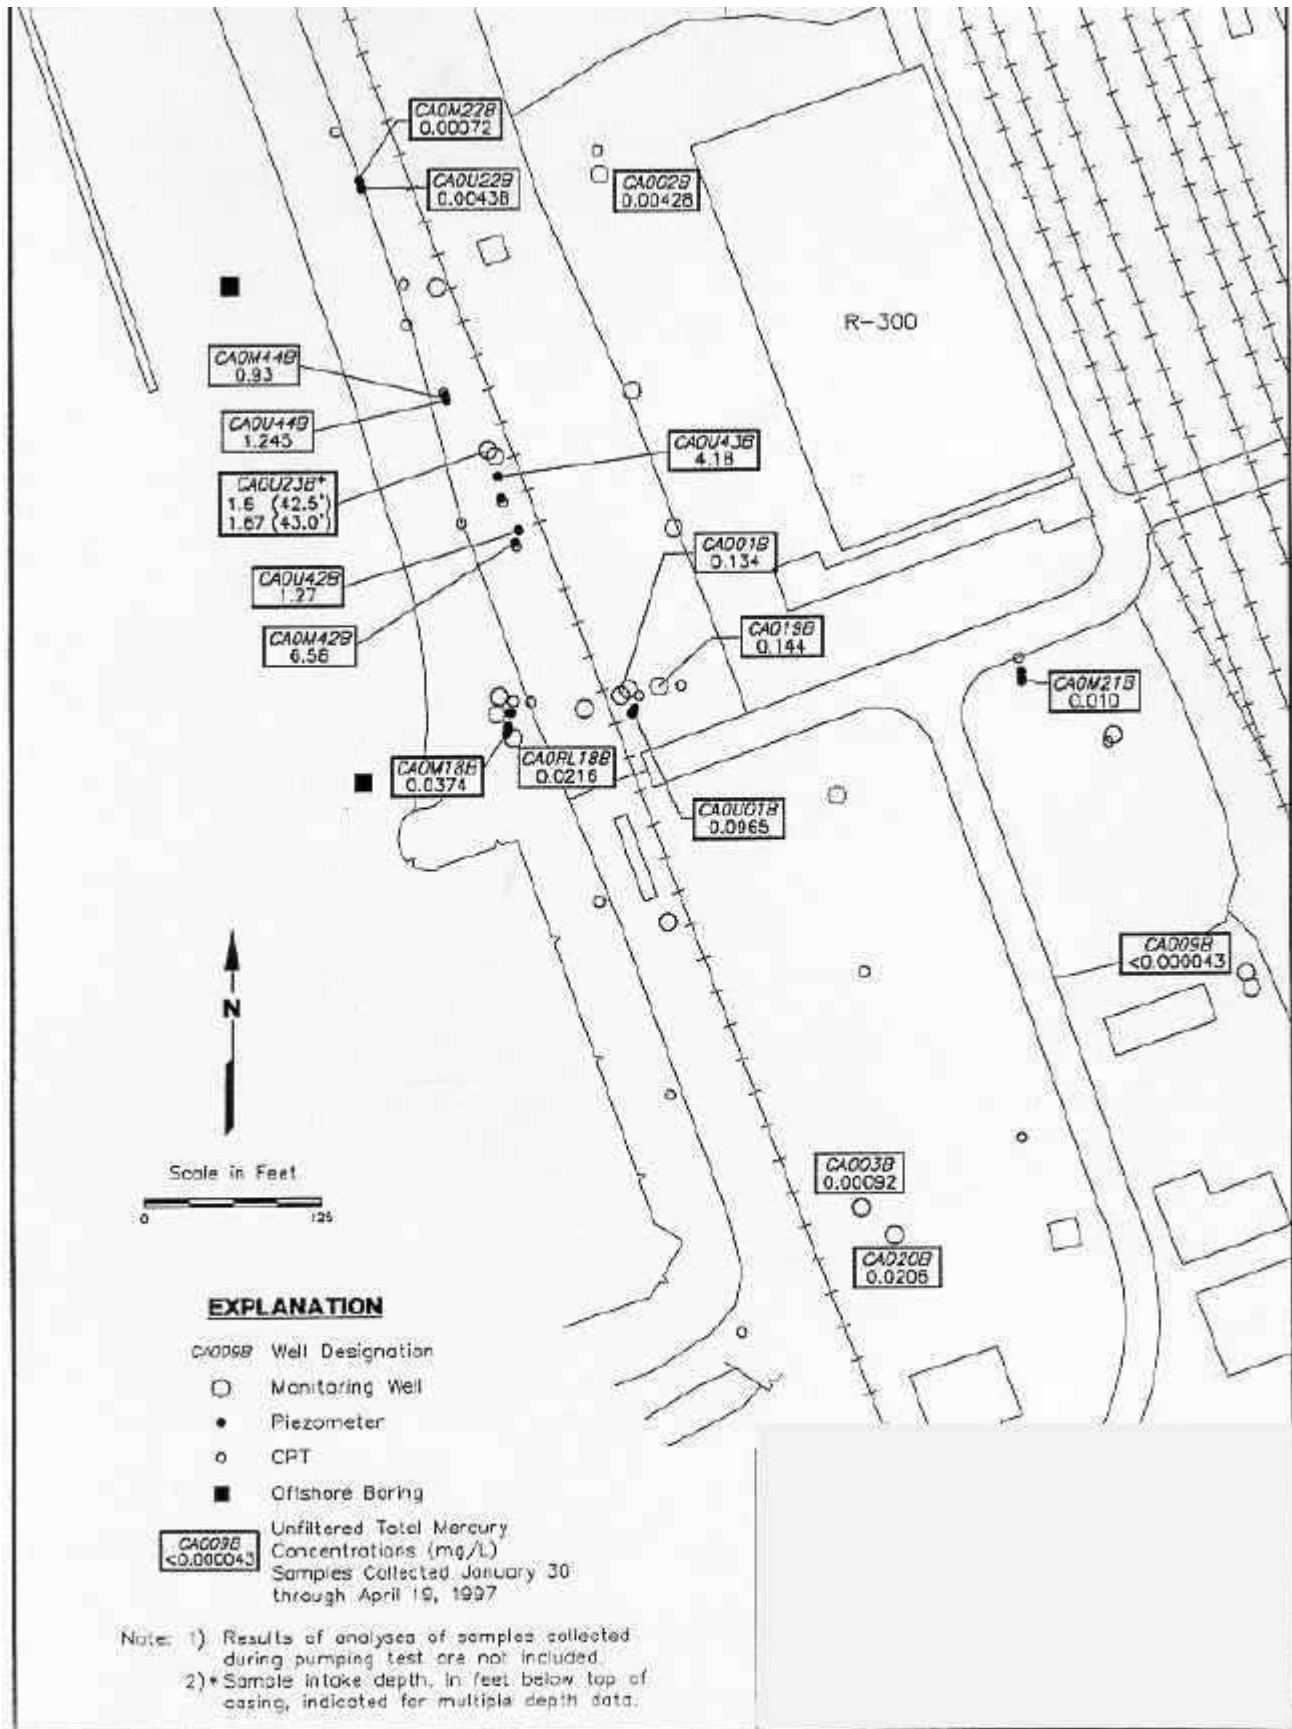 CA0M22B
0.00072
CA0U22B
0.00438
CA002B
0.00428
R-300
CA0M44B
0.93
CA0U44B
1.245
CA0U43B
4.18
CA0U23B*
1.6 (42.5')
1.67 (43.0')
CA001B
0.134
CA0U42B
1.27
CA019B
0.144
CA0M42B
6.58
CA0M21B
0.010
CA0RL18B
0.0216
CA0M18B
0.0374
CA0U01B
0.0965
CA009B
<0.000043
N
Scale in Feet
0 125
CA003B
0.00092
CA020B
0.0206
EXPLANATION
CA009B Well Designation
Monitoring Well
Piezometer
CPT
Offshore Boring
CA009B
<0.000043
Unfiltered Total Mercury
Concentrations (mg/L)
Samples Collected January 30
through April 19, 1997
Note: 1) Results of analyses of samples collected
during pumping test are not included.
2)* Sample intake depth, in feet below top of
casing, indicated for multiple depth data.